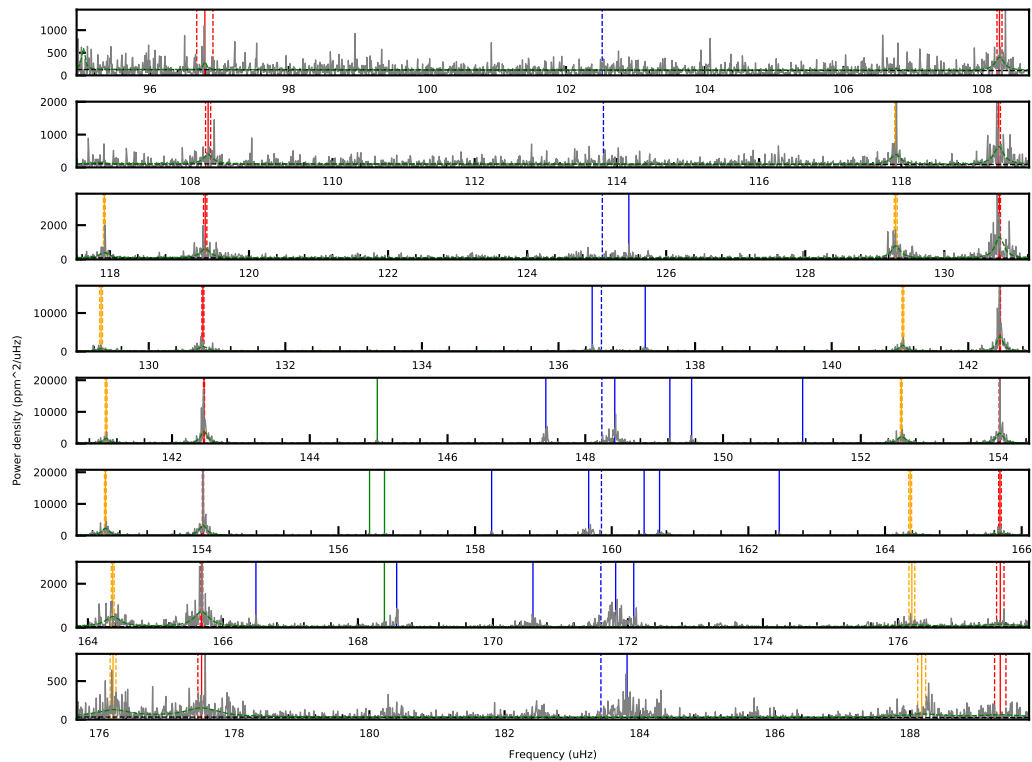 1000
500
0
96 98 100 102 104 106 108
2000
1000
0
108 110 112 114 116 118
2000
0
118 120 122 124 126 128 130
10000
0
130 132 134 136 138 140 142
20000
10000
0
142 144 146 148 150 152 154
20000
10000
0
154 156 158 160 162 164 166
2000
0
164 166 168 170 172 174 176
500
0
176 178 180 182 184 186 188
Power density (ppm^2/uHz)
Frequency (uHz)